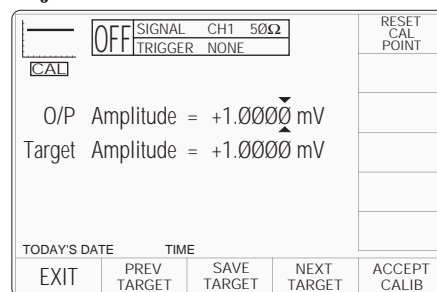 OFF SIGNAL CH1 50Ω
TRIGGER NONE
RESET
CAL
POINT
CAL
O/P Amplitude = +1.0000 mV
Target Amplitude = +1.0000 mV
TODAY'S DATE TIME
EXIT
PREV
TARGET
SAVE
TARGET
NEXT
TARGET
ACCEPT
CALIB